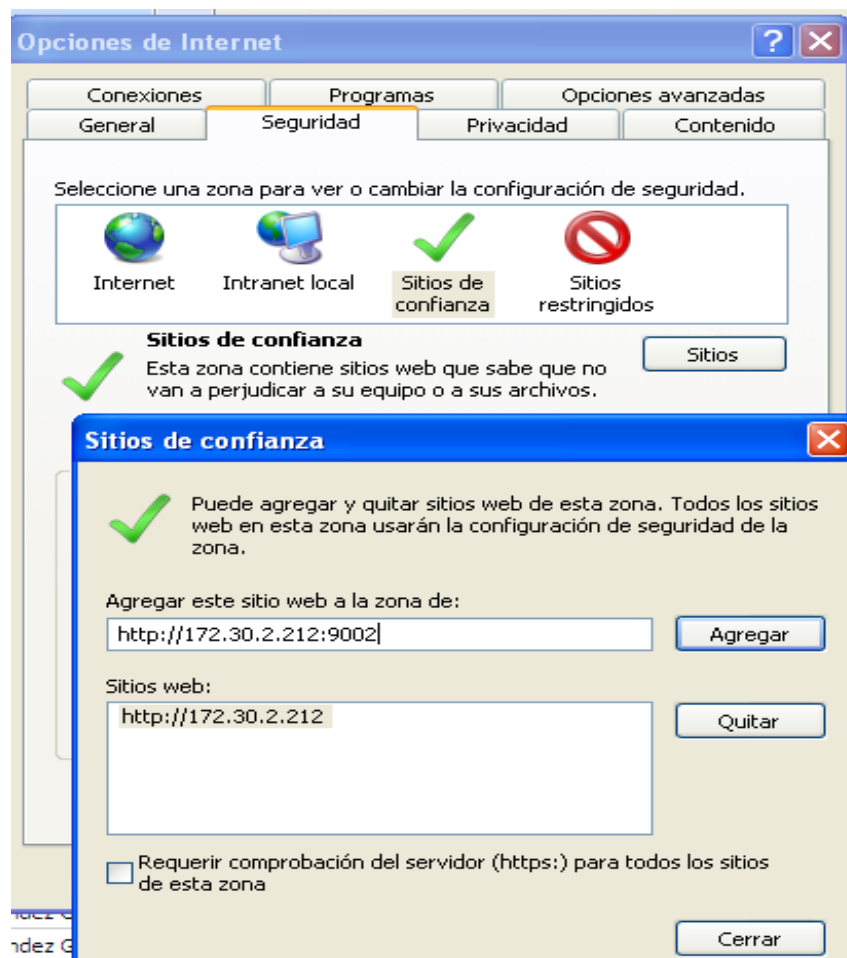 Opciones de Internet
Conexiones Programas Opciones avanzadas
General Seguridad Privacidad Contenido
Seleccione una zona para ver o cambiar la configuración de seguridad.
Internet Intranet local Sitios de confianza Sitios restringidos
Sitios de confianza
Sitios
Esta zona contiene sitios web que sabe que no
van a perjudicar a su equipo o a sus archivos.
Sitios de confianza
Puede agregar y quitar sitios web de esta zona. Todos los sitios
web en esta zona usarán la configuración de seguridad de la
zona.
Agregar este sitio web a la zona de:
http://172.30.2.212:9002
Agregar
Sitios web:
http://172.30.2.212
Quitar
Requerir comprobación del servidor (https:) para todos los sitios
de esta zona
Cerrar